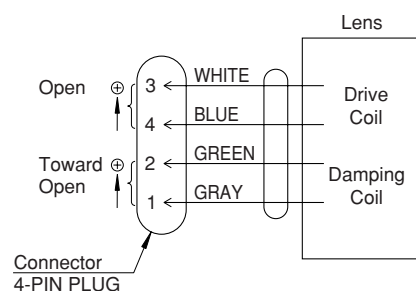 Lens
Open
3
WHITE
Drive
Coil
4
BLUE
Toward
Open
2
GREEN
Damping
Coil
1
GRAY
Connector
4-PIN PLUG